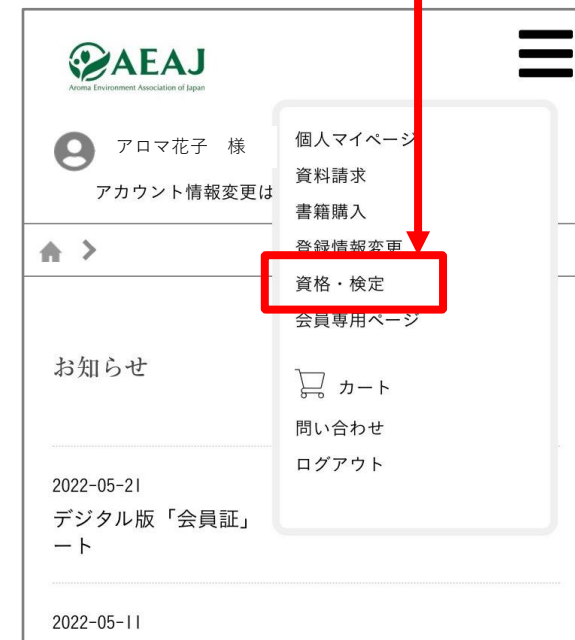 AEAJ
Aroma Environment Association of Japan
アロマ花子 様
アカウント情報変更は
個人マイページ
資料請求
書籍購入
登録情報変更
資格・検定
会員専用ページ
カート
問い合わせ
ログアウト
お知らせ
2022-05-21
デジタル版「会員証」
ート
2022-05-11